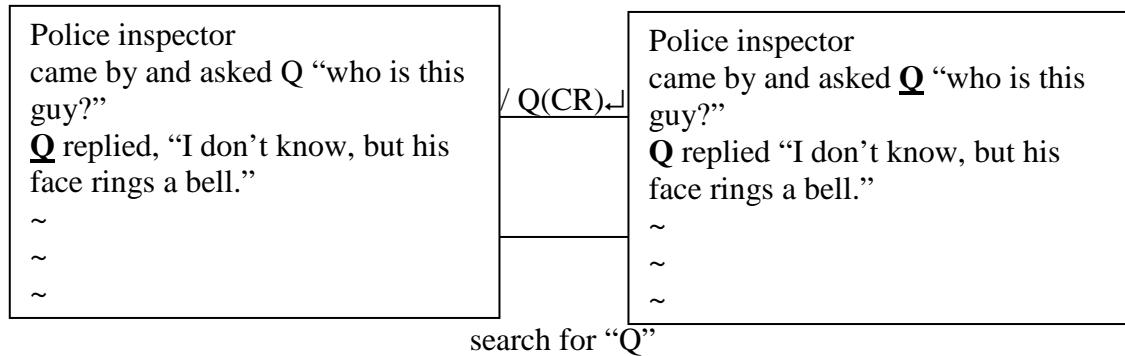 Police inspector
came by and asked Q “who is this
guy?”
Q replied, “I don’t know, but his
face rings a bell.”
~
~
~
/ Q(CR)↵
Police inspector
came by and asked Q “who is this
guy?”
Q replied “I don’t know, but his
face rings a bell.”
~
~
~
search for “Q”